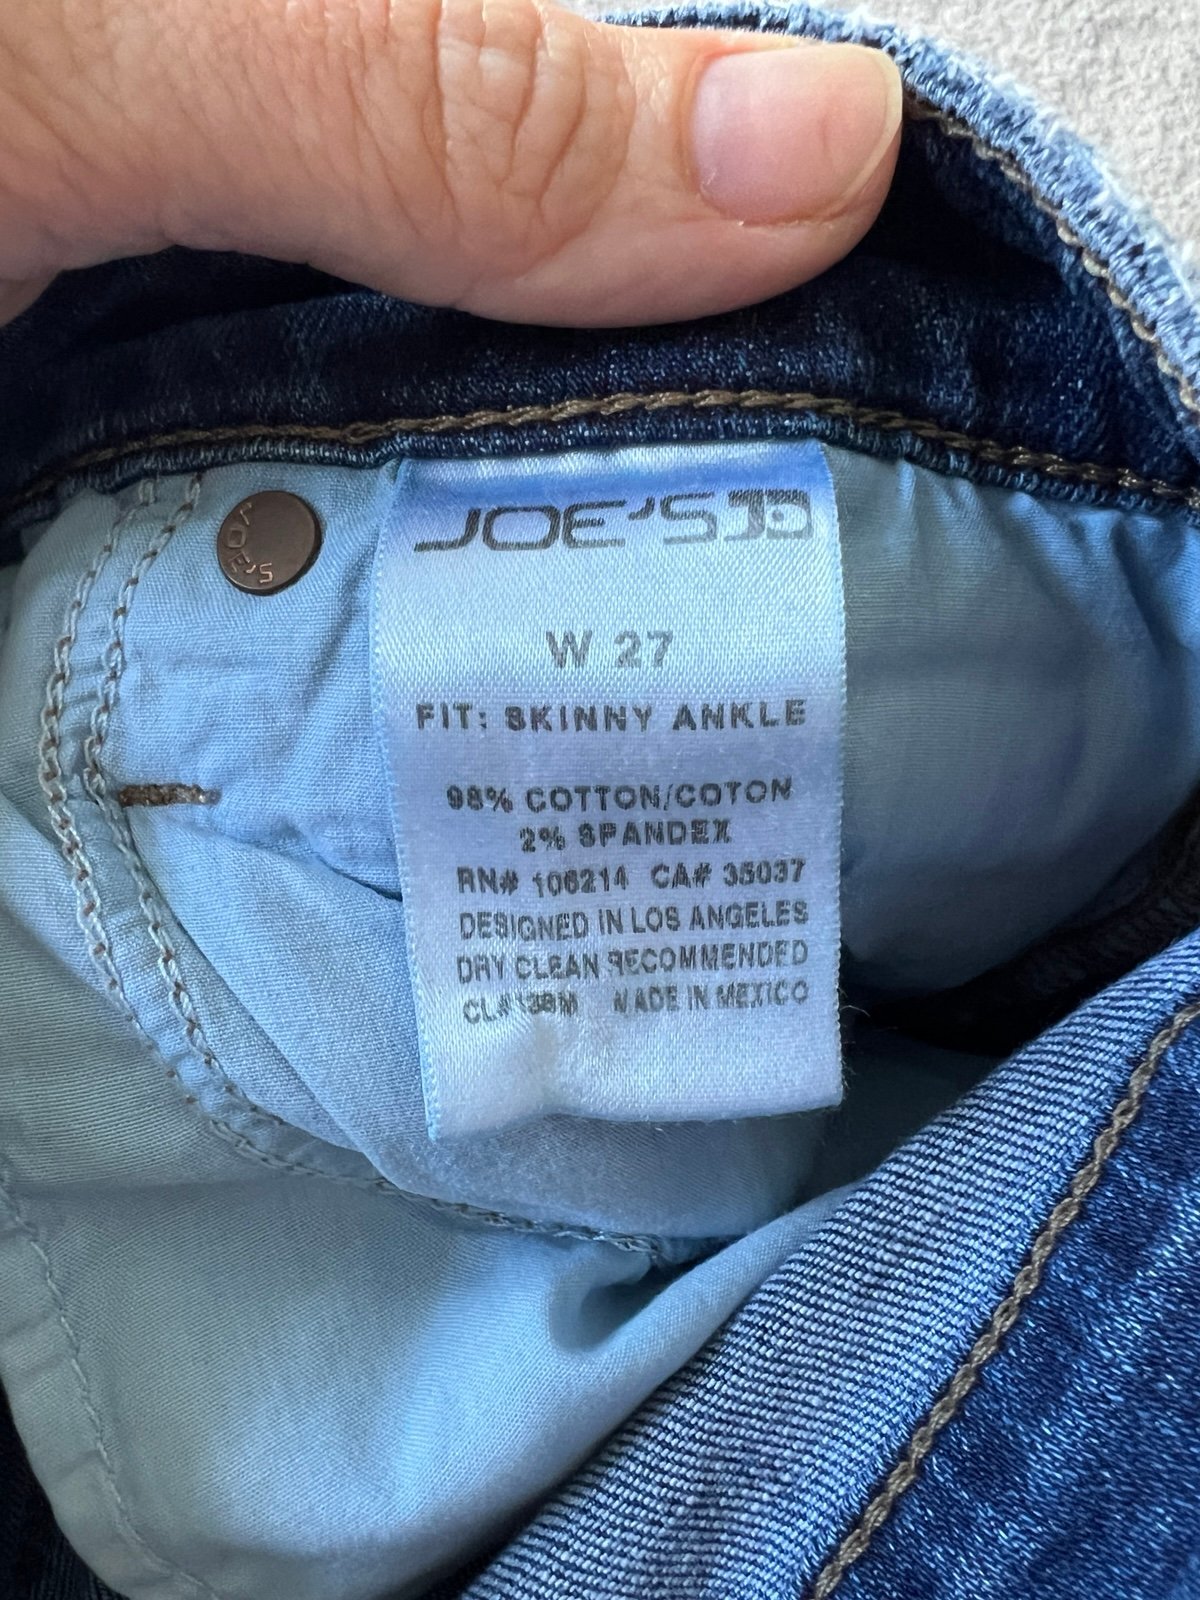 JOE'S
JOE'S
W 27
FIT: SKINNY ANKLE
98% COTTON/COTON
2% SPANDEX
RN# 106214 CA# 35037
DESIGNED IN LOS ANGELES
DRY CLEAN RECOMMENDED
MADE IN MEXICO